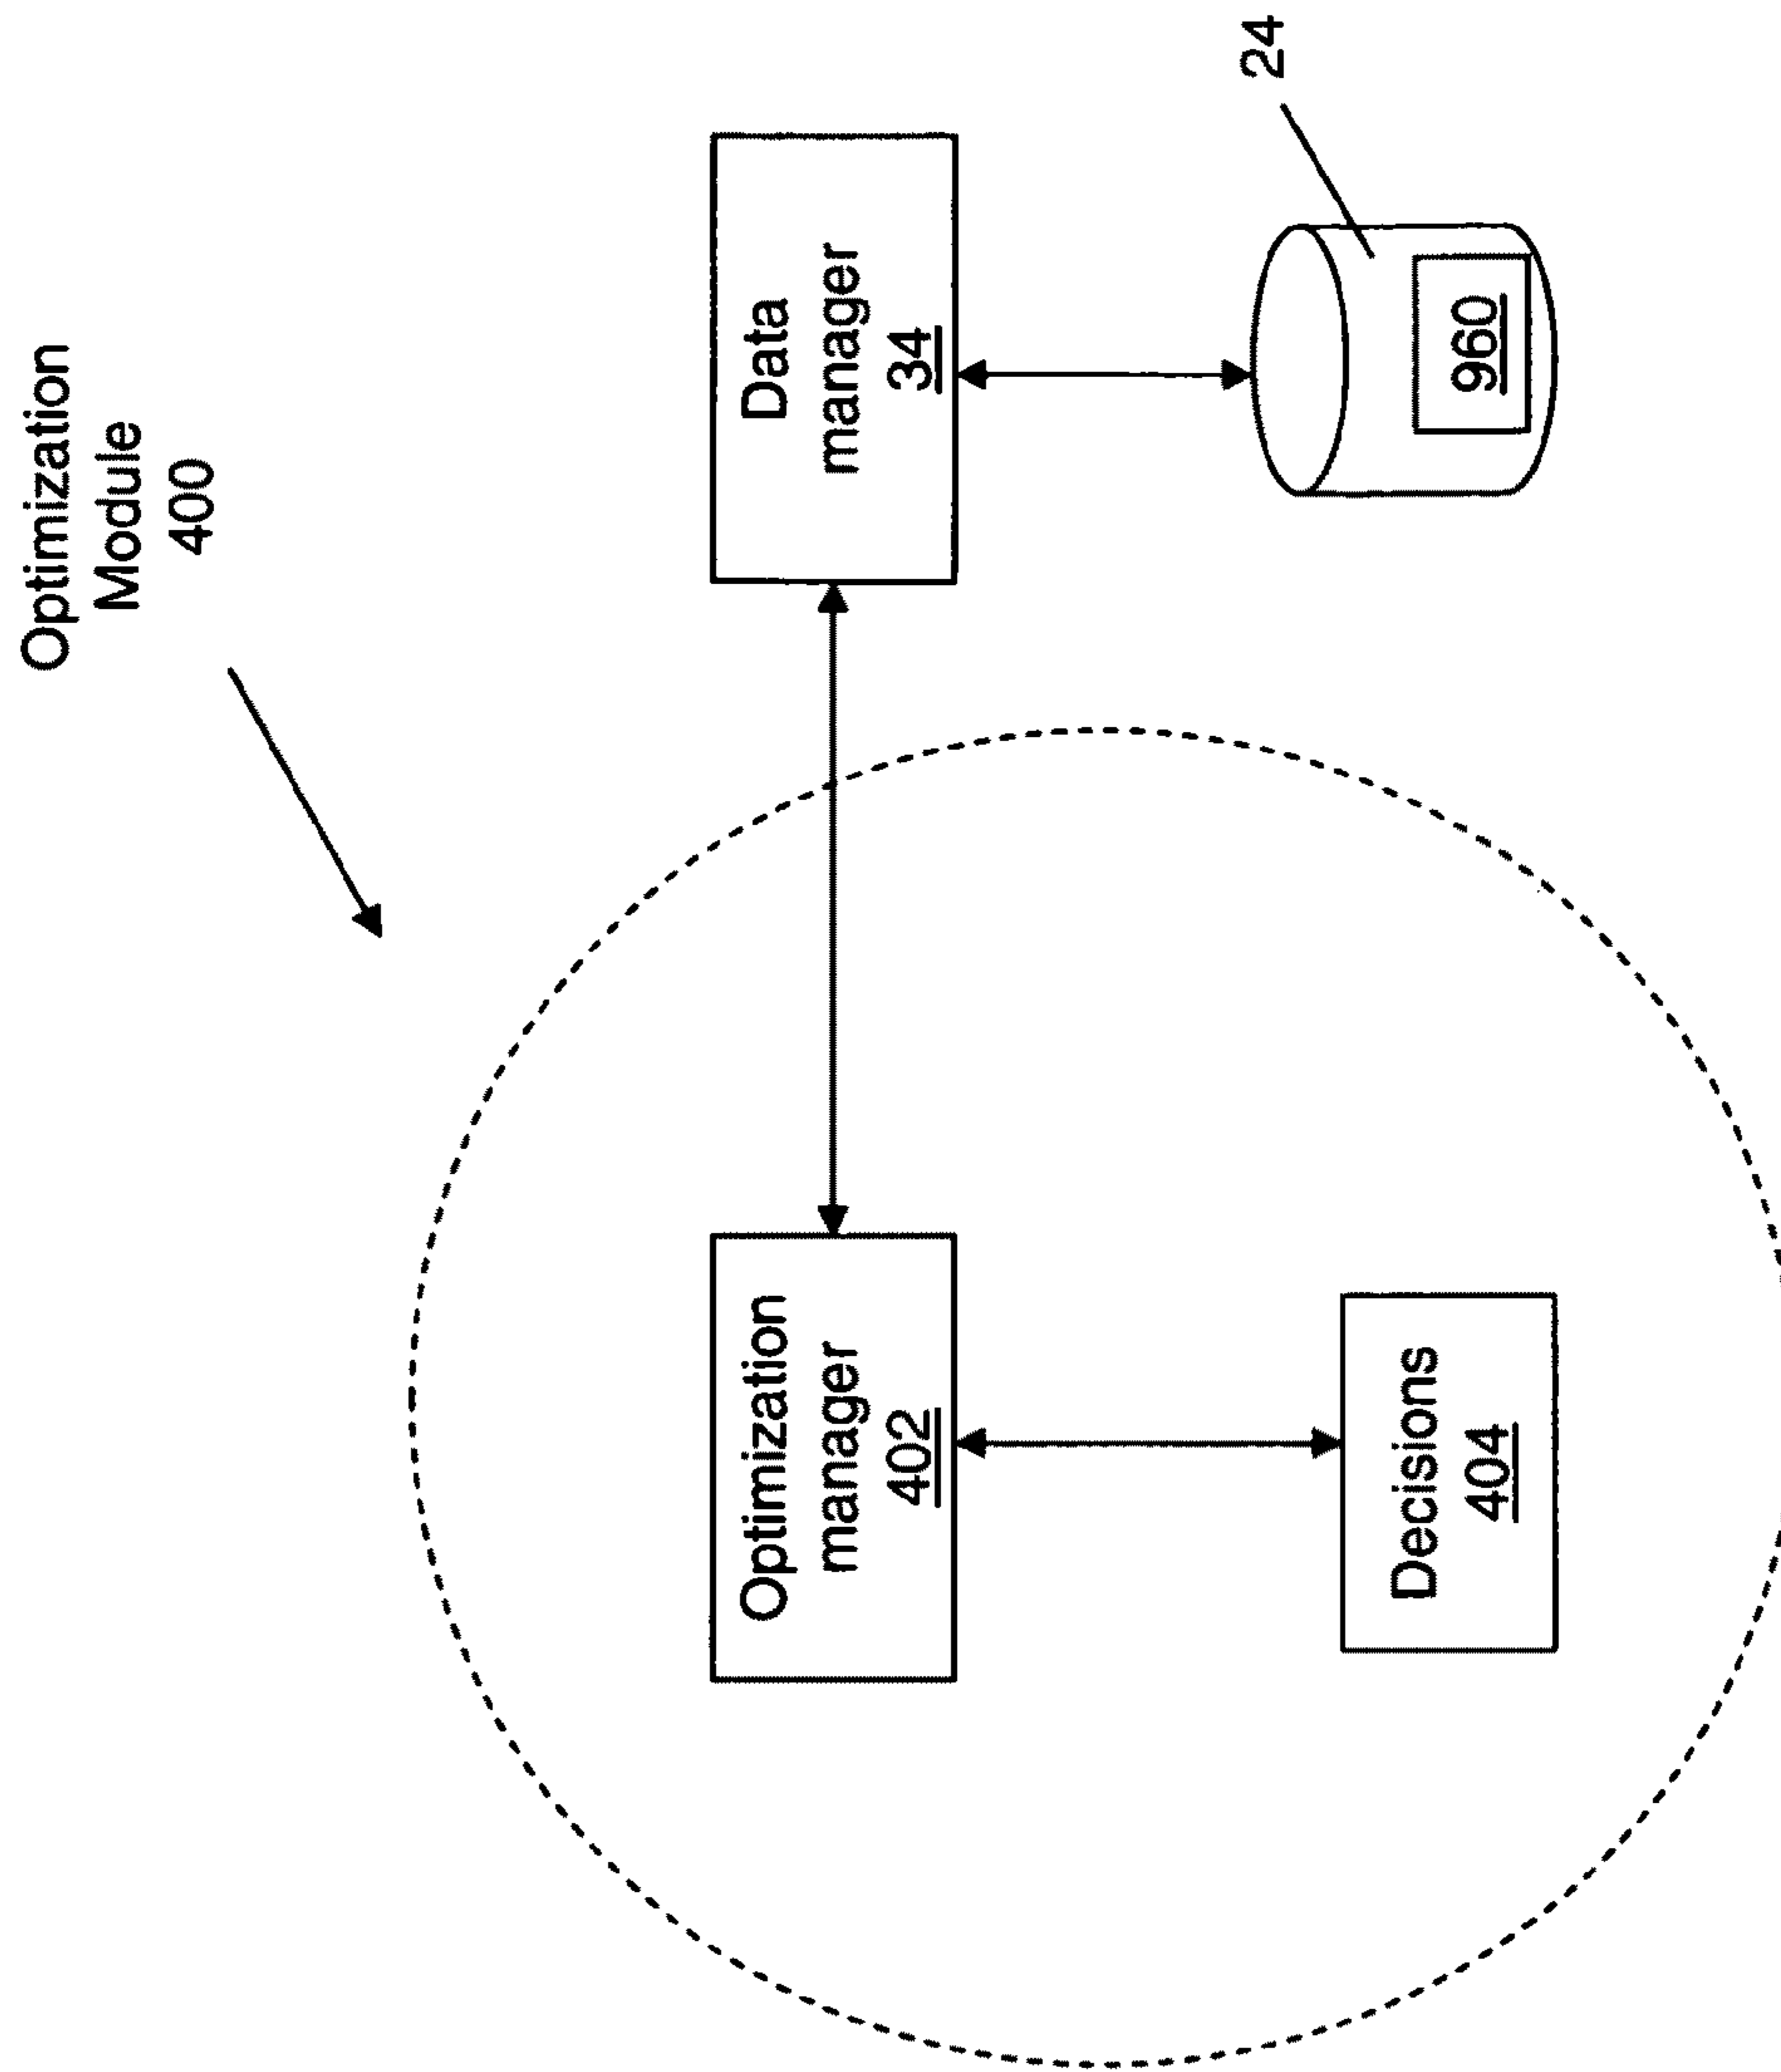 Optimization
Module
400
Optimization
manager
402
Data
manager
34
Decisions
404
960
24